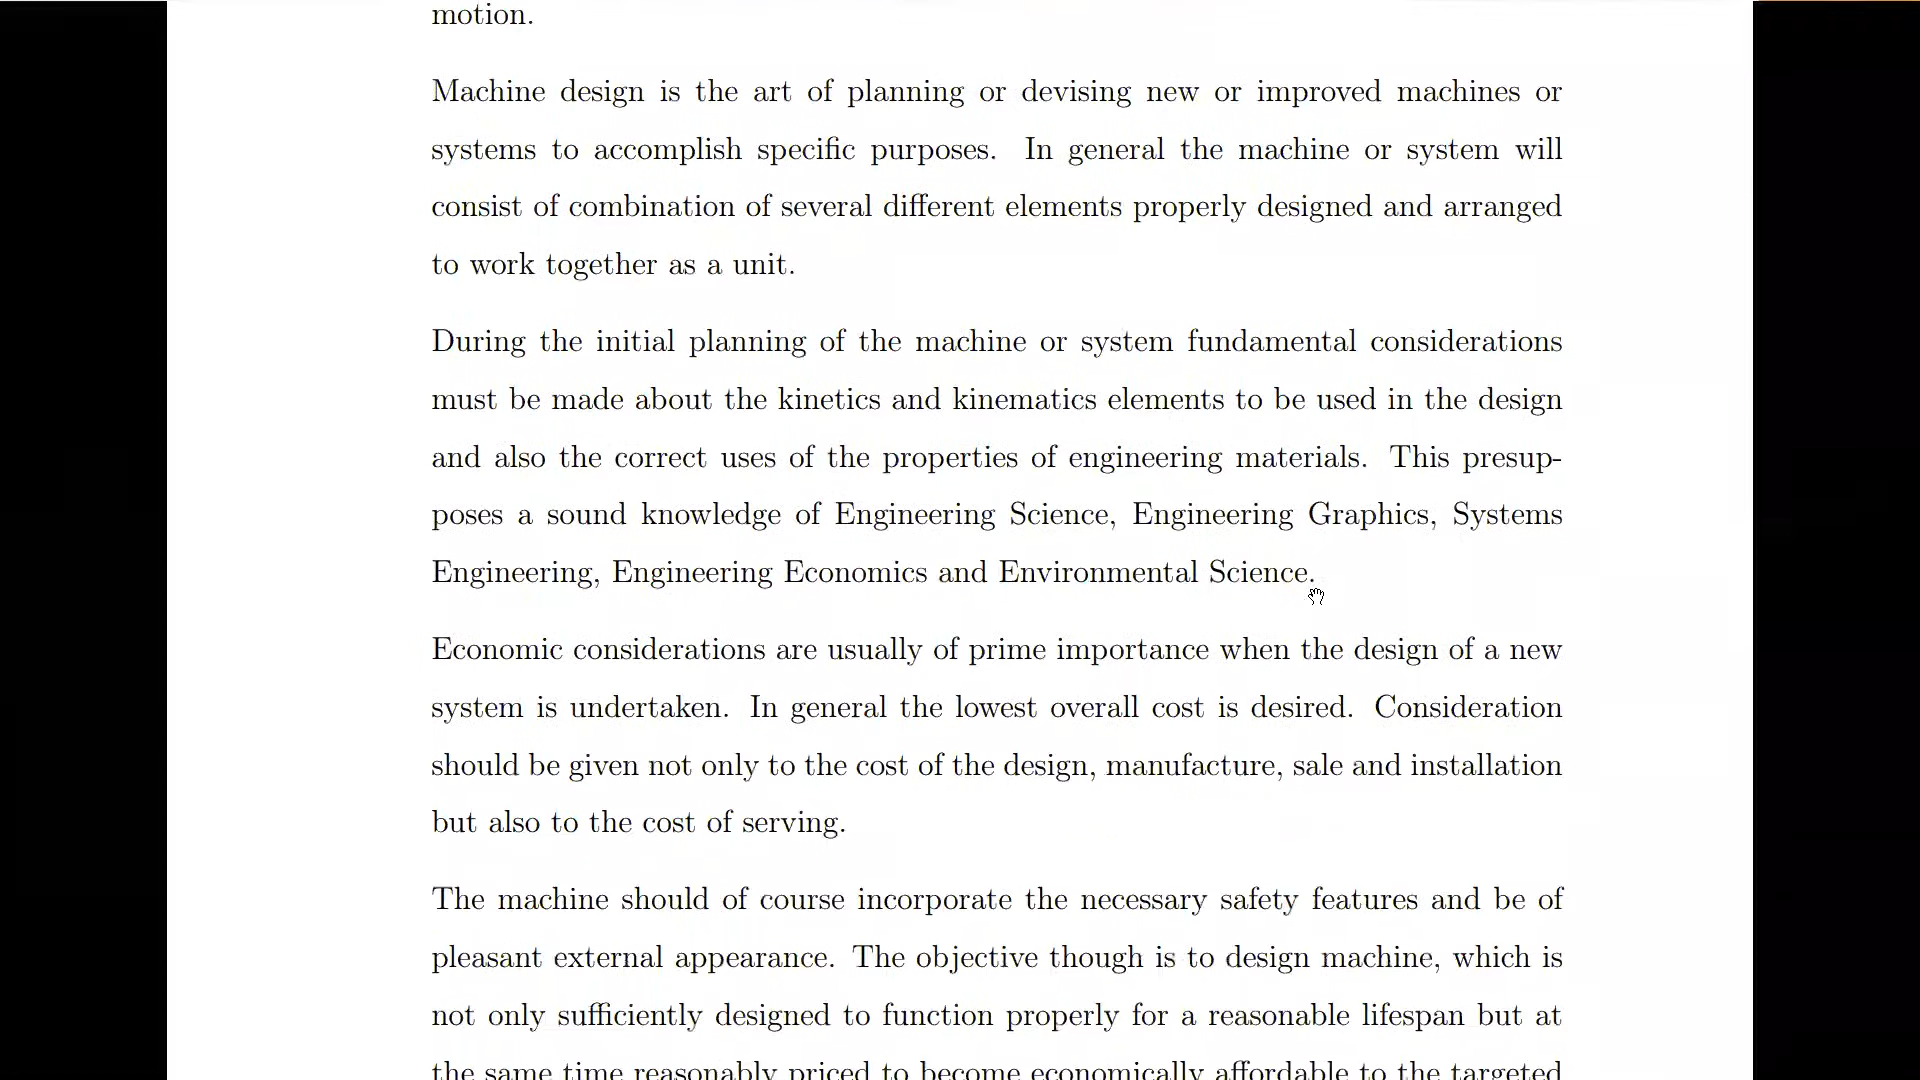 motion.
Machine design is the art of planning or devising new or improved machines or
systems to accomplish specific purposes. In general the machine or system will
consist of combination of several different elements properly designed and arranged
to work together as a unit.
During the initial planning of the machine or system fundamental considerations
must be made about the kinetics and kinematics elements to be used in the design
and also the correct uses of the properties of engineering materials. This presup-
poses a sound knowledge of Engineering Science, Engineering Graphics, Systems
Engineering, Engineering Economics and Environmental Science.
Economic considerations are usually of prime importance when the design of a new
system is undertaken. In general the lowest overall cost is desired. Consideration
should be given not only to the cost of the design, manufacture, sale and installation
but also to the cost of serving.
The machine should of course incorporate the necessary safety features and be of
pleasant external appearance. The objective though is to design machine, which is
not only sufficiently designed to function properly for a reasonable lifespan but at
the same time reasonably priced to become economically affordable to the targeted